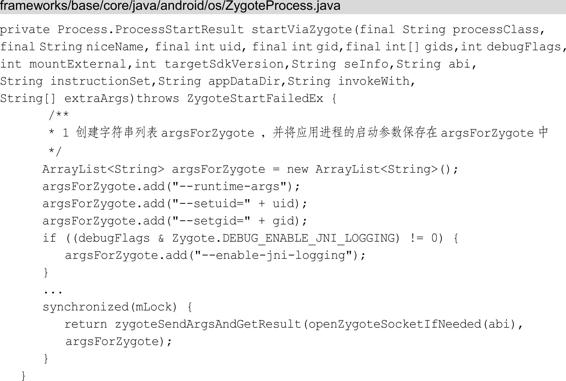 frameworks/base/core/java/android/os/ZygoteProcess.java
private Process.ProcessStartResult startViaZygote(final String processClass,
final String niceName, final int uid, final int gid,final int[] gids,int debugFlags,
int mountExternal,int targetSdkVersion,String seInfo,String abi,
String instructionSet,String appDataDir,String invokeWith,
String[] extraArgs)throws ZygoteStartFailedEx {
/**
* 1 创建字符串列表 argsForZygote ，并将应用进程的启动参数保存在 argsForZygote 中
*/
ArrayList<String> argsForZygote = new ArrayList<String>();
argsForZygote.add("--runtime-args");
argsForZygote.add("--setuid=" + uid);
argsForZygote.add("--setgid=" + gid);
if ((debugFlags & Zygote.DEBUG_ENABLE_JNI_LOGGING) != 0) {
argsForZygote.add("--enable-jni-logging");
}
...
synchronized(mLock) {
return zygoteSendArgsAndGetResult(openZygoteSocketIfNeeded(abi),
argsForZygote);
}
}